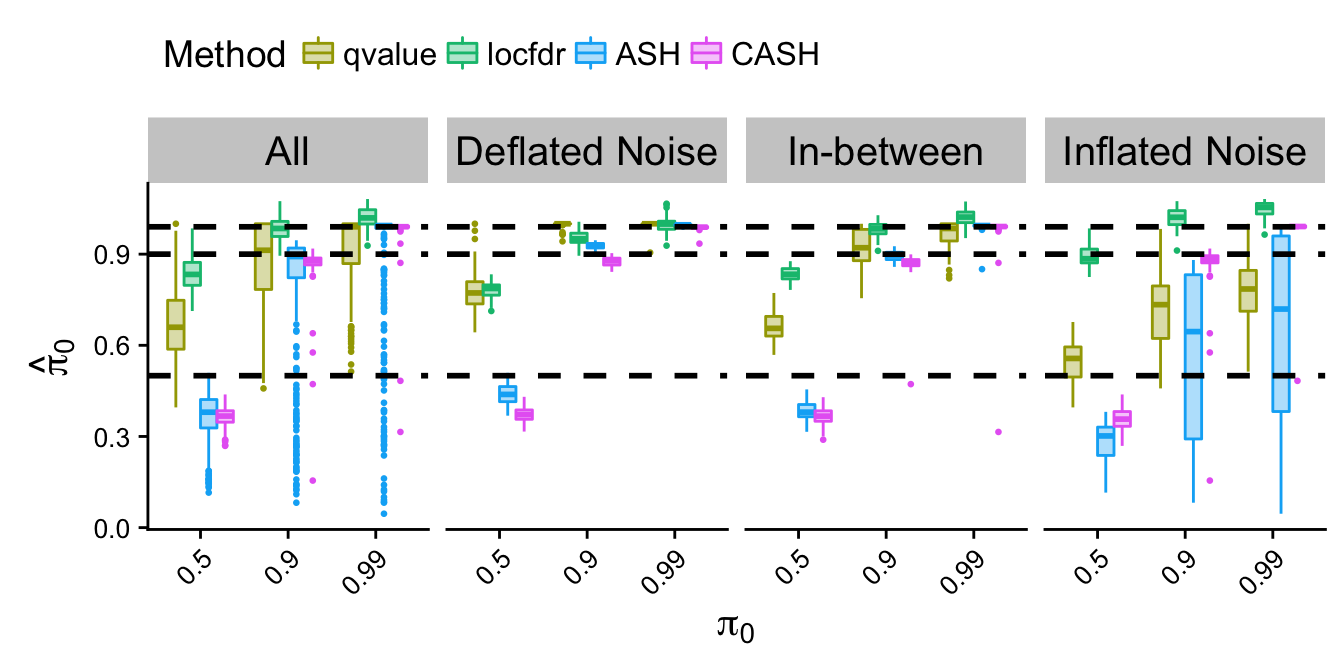 Method qvalue locfdr ASH CASH
All Deflated Noise In-between Inflated Noise
0.9
0.6
0.3
0.0
π̂0
0.5 0.9 0.99 0.5 0.9 0.99 0.5 0.9 0.99 0.5 0.9 0.99
π0